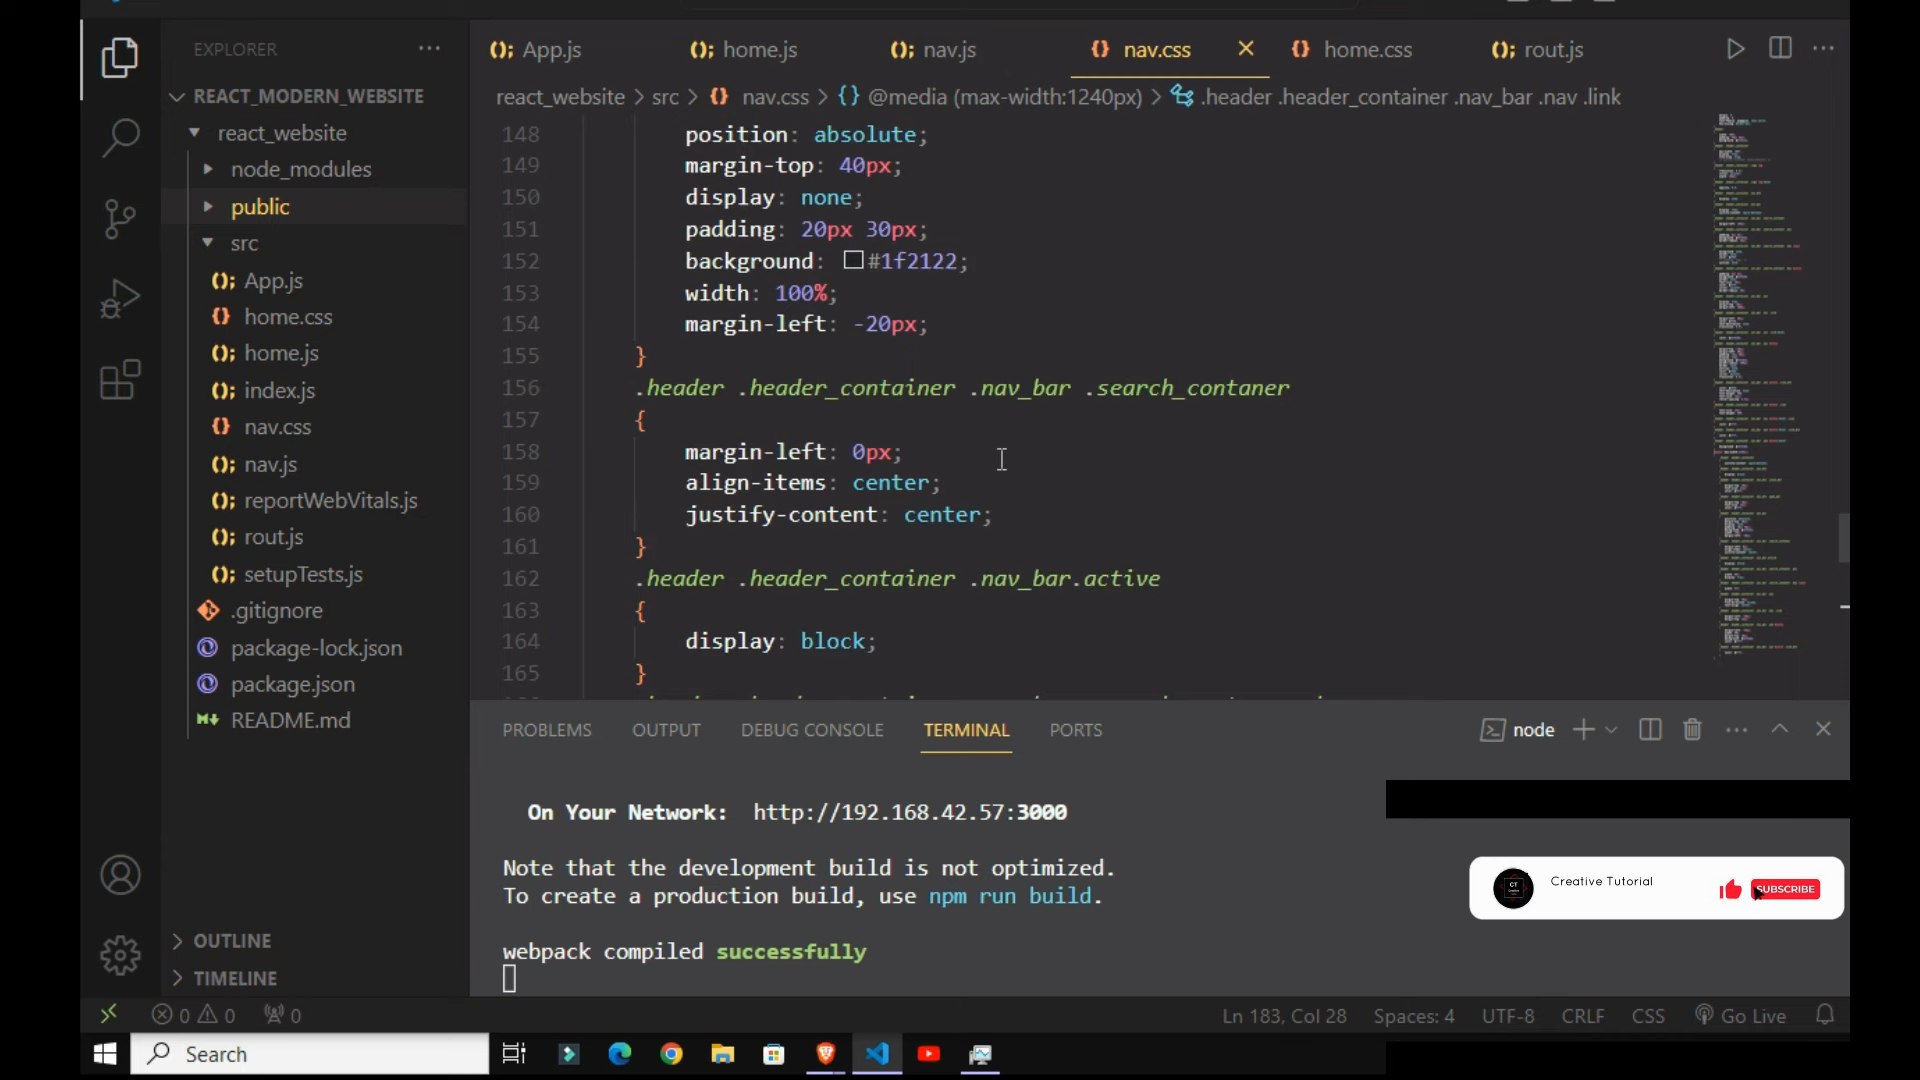 EXPLORER
REACT_MODERN_WEBSITE
react_website
node_modules
public
src
App.js
home.css
home.js
index.js
nav.css
nav.js
reportWebVitals.js
rout.js
setupTests.js
.gitignore
package-lock.json
package.json
README.md
OUTLINE
TIMELINE
App.js home.js nav.js nav.css home.css rout.js
react_website > src > nav.css > {} @media (max-width:1240px) > .header .header_container .nav_bar .nav .link
148 position: absolute;
149 margin-top: 40px;
150 display: none;
151 padding: 20px 30px;
152 background: #1f2122;
153 width: 100%;
154 margin-left: -20px;
155 }
156 .header .header_container .nav_bar .search_contaner
157 {
158 margin-left: 0px;
159 align-items: center;
160 justify-content: center;
161 }
162 .header .header_container .nav_bar.active
163 {
164 display: block;
165 }
PROBLEMS OUTPUT DEBUG CONSOLE TERMINAL PORTS node
On Your Network: http://192.168.42.57:3000
Note that the development build is not optimized.
To create a production build, use npm run build.
webpack compiled successfully
CT
Creative Tutorial
SUBSCRIBE
0 0 0 Ln 183, Col 28 Spaces: 4 UTF-8 CRLF CSS Go Live
Search